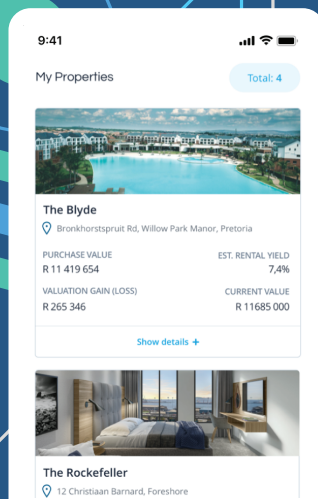 9:41
My Properties
Total: 4
The Blyde
Bronkhorstspruit Rd, Willow Park Manor, Pretoria
PURCHASE VALUE
EST. RENTAL YIELD
R 11 419 654
7,4%
VALUATION GAIN (LOSS)
CURRENT VALUE
R 265 346
R 11685 000
Show details +
The Rockefeller
12 Christiaan Barnard, Foreshore